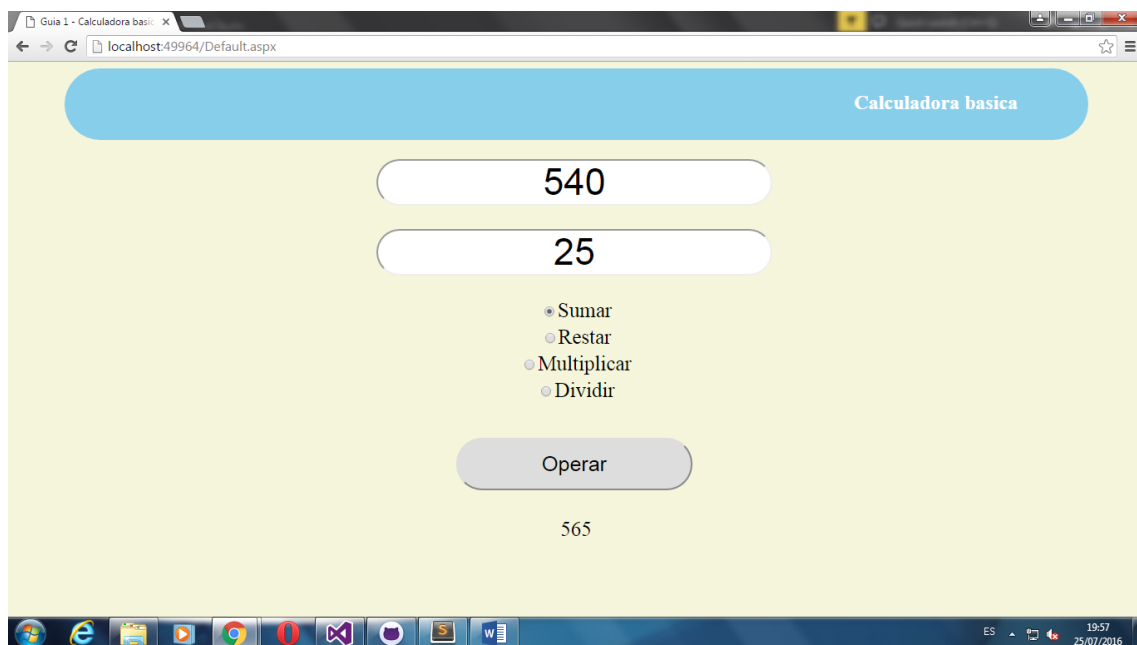 Guia 1 - Calculadora basic
localhost:49964/Default.aspx
Calculadora basica
540
25
Sumar
Restar
Multiplicar
Dividir
Operar
565
ES
19:57
25/07/2016